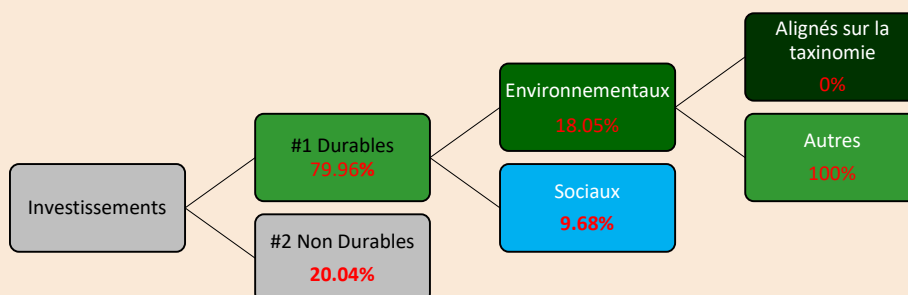 Investissements
#1 Durables
79.96%
#2 Non Durables
20.04%
Environnementaux
18.05%
Sociaux
9.68%
Alignés sur la
taxinomie
0%
Autres
100%